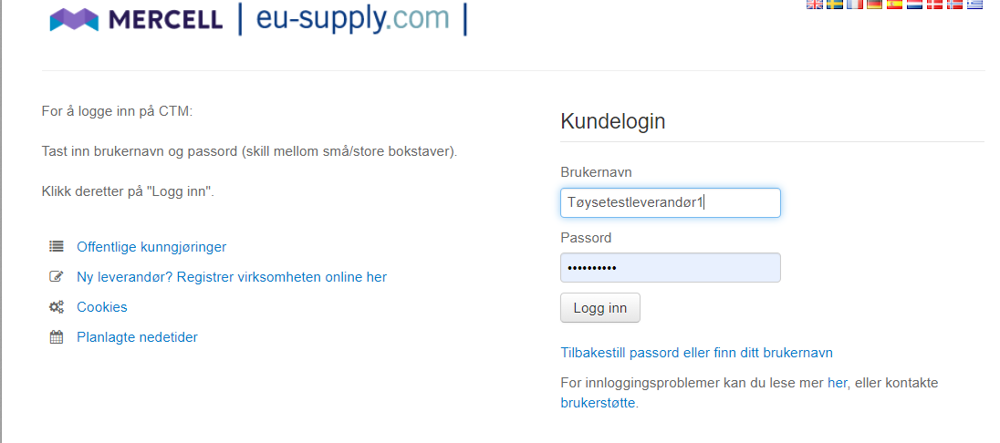 MERCELL | eu-supply.com |
For å logge inn på CTM:
Tast inn brukernavn og passord (skill mellom små/store bokstaver).
Klikk deretter på "Logg inn".
Offentlige kunngjøringer
Ny leverandør? Registrer virksomheten online her
Cookies
Planlagte nedetider
Kundelogin
Brukernavn
Tøysetestleverandør1
Passord
••••••••••
Logg inn
Tilbakestill passord eller finn ditt brukernavn
For innloggingsproblemer kan du lese mer her, eller kontakte
brukerstøtte.